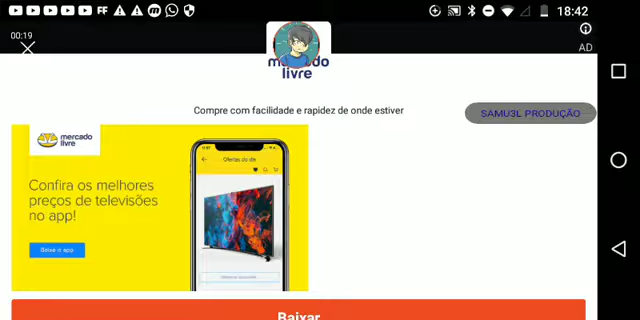 FF
18:42
00:19
AD
mercado
livre
Compre com facilidade e rapidez de onde estiver
SAMU3L PRODUÇÃO
mercado
livre
Ofertas do dia
Confira os melhores
preços de televisões
no app!
Baixe o app
Baixar